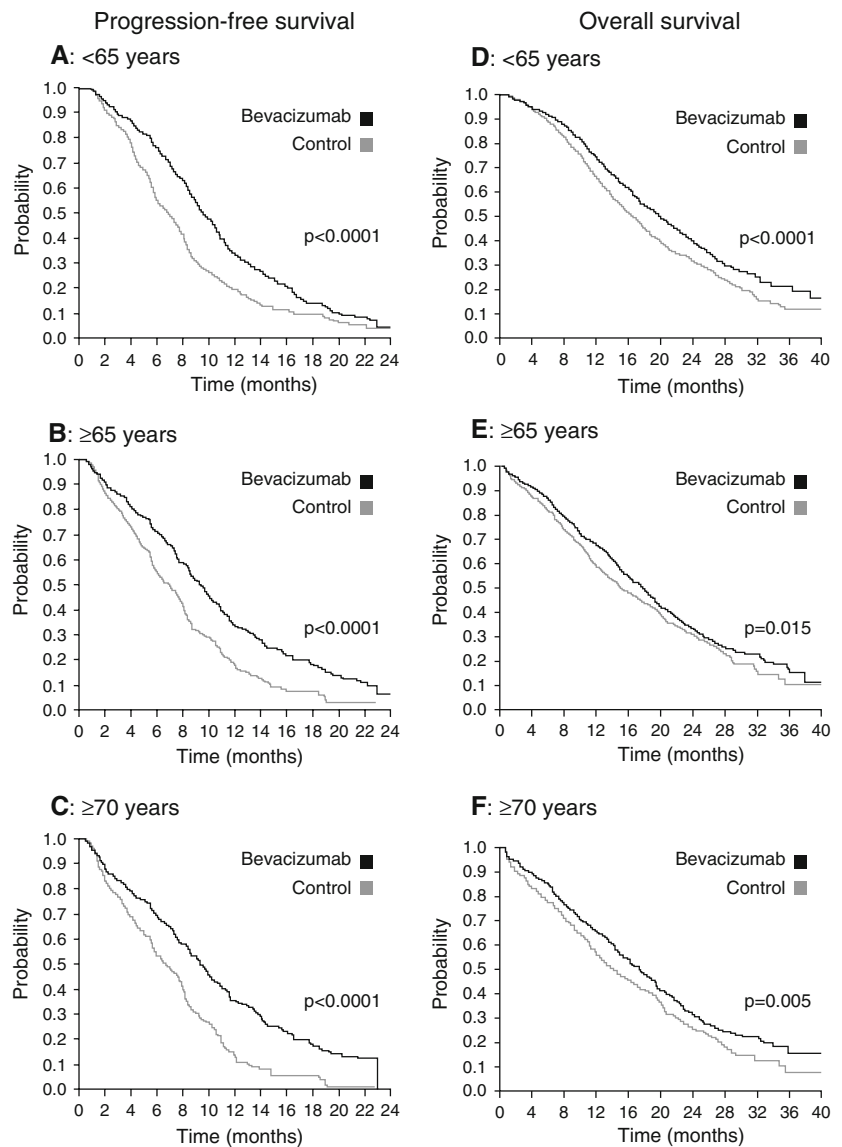 Progression-free survival
Overall survival
A: <65 years
1.0
0.9
0.8
0.7
0.6
0.5
0.4
0.3
0.2
0.1
0.0
Probability
Bevacizumab
Control
p<0.0001
0 2 4 6 8 10 12 14 16 18 20 22 24
Time (months)
D: <65 years
1.0
0.9
0.8
0.7
0.6
0.5
0.4
0.3
0.2
0.1
0.0
Probability
Bevacizumab
Control
p<0.0001
0 4 8 12 16 20 24 28 32 36 40
Time (months)
B: ≥65 years
1.0
0.9
0.8
0.7
0.6
0.5
0.4
0.3
0.2
0.1
0.0
Probability
Bevacizumab
Control
p<0.0001
0 2 4 6 8 10 12 14 16 18 20 22 24
Time (months)
E: ≥65 years
1.0
0.9
0.8
0.7
0.6
0.5
0.4
0.3
0.2
0.1
0.0
Probability
Bevacizumab
Control
p=0.015
0 4 8 12 16 20 24 28 32 36 40
Time (months)
C: ≥70 years
1.0
0.9
0.8
0.7
0.6
0.5
0.4
0.3
0.2
0.1
0.0
Probability
Bevacizumab
Control
p<0.0001
0 2 4 6 8 10 12 14 16 18 20 22 24
Time (months)
F: ≥70 years
1.0
0.9
0.8
0.7
0.6
0.5
0.4
0.3
0.2
0.1
0.0
Probability
Bevacizumab
Control
p=0.005
0 4 8 12 16 20 24 28 32 36 40
Time (months)